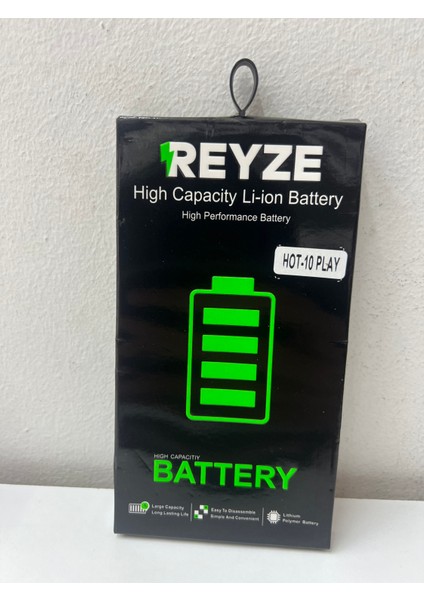 REYZE
High Capacity Li-ion Battery
High Performance Battery
HOT-10 PLAY
HIGH CAPACITIY
BATTERY
Large Capacity
Long Lasting Life
Easy To Disassemble
Simple And Convenient
Lithium
Polymer Battery